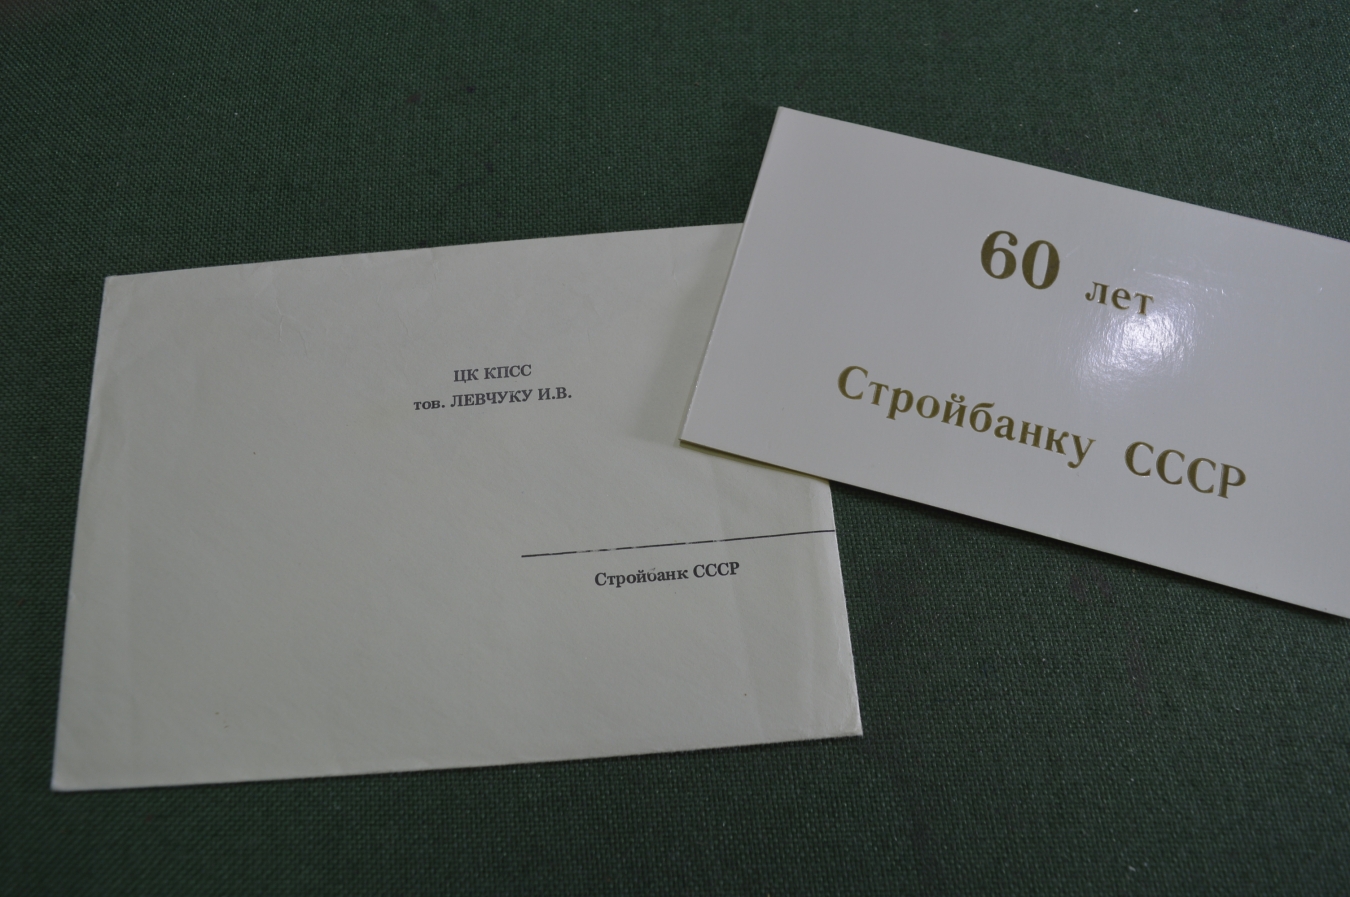 ЦК КПСС
тов. ЛЕВЧУКУ И.В.
Стройбанк СССР
60 лет
Стройбанку СССР